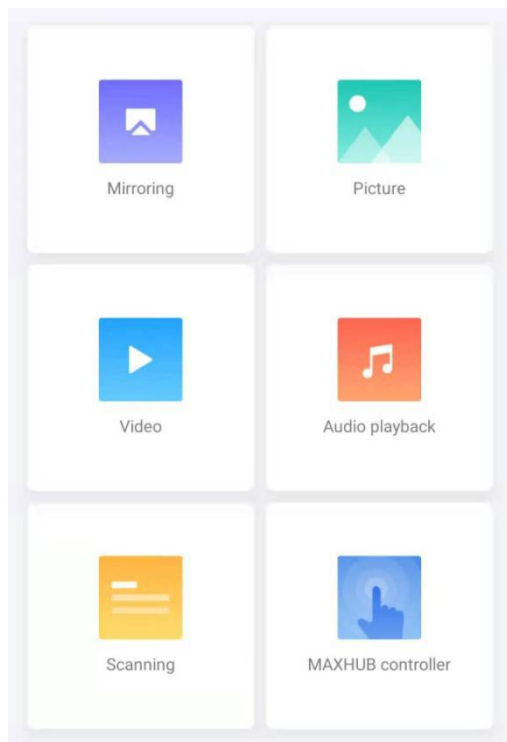 Mirroring
Picture
Video
Audio playback
Scanning
MAXHUB controller